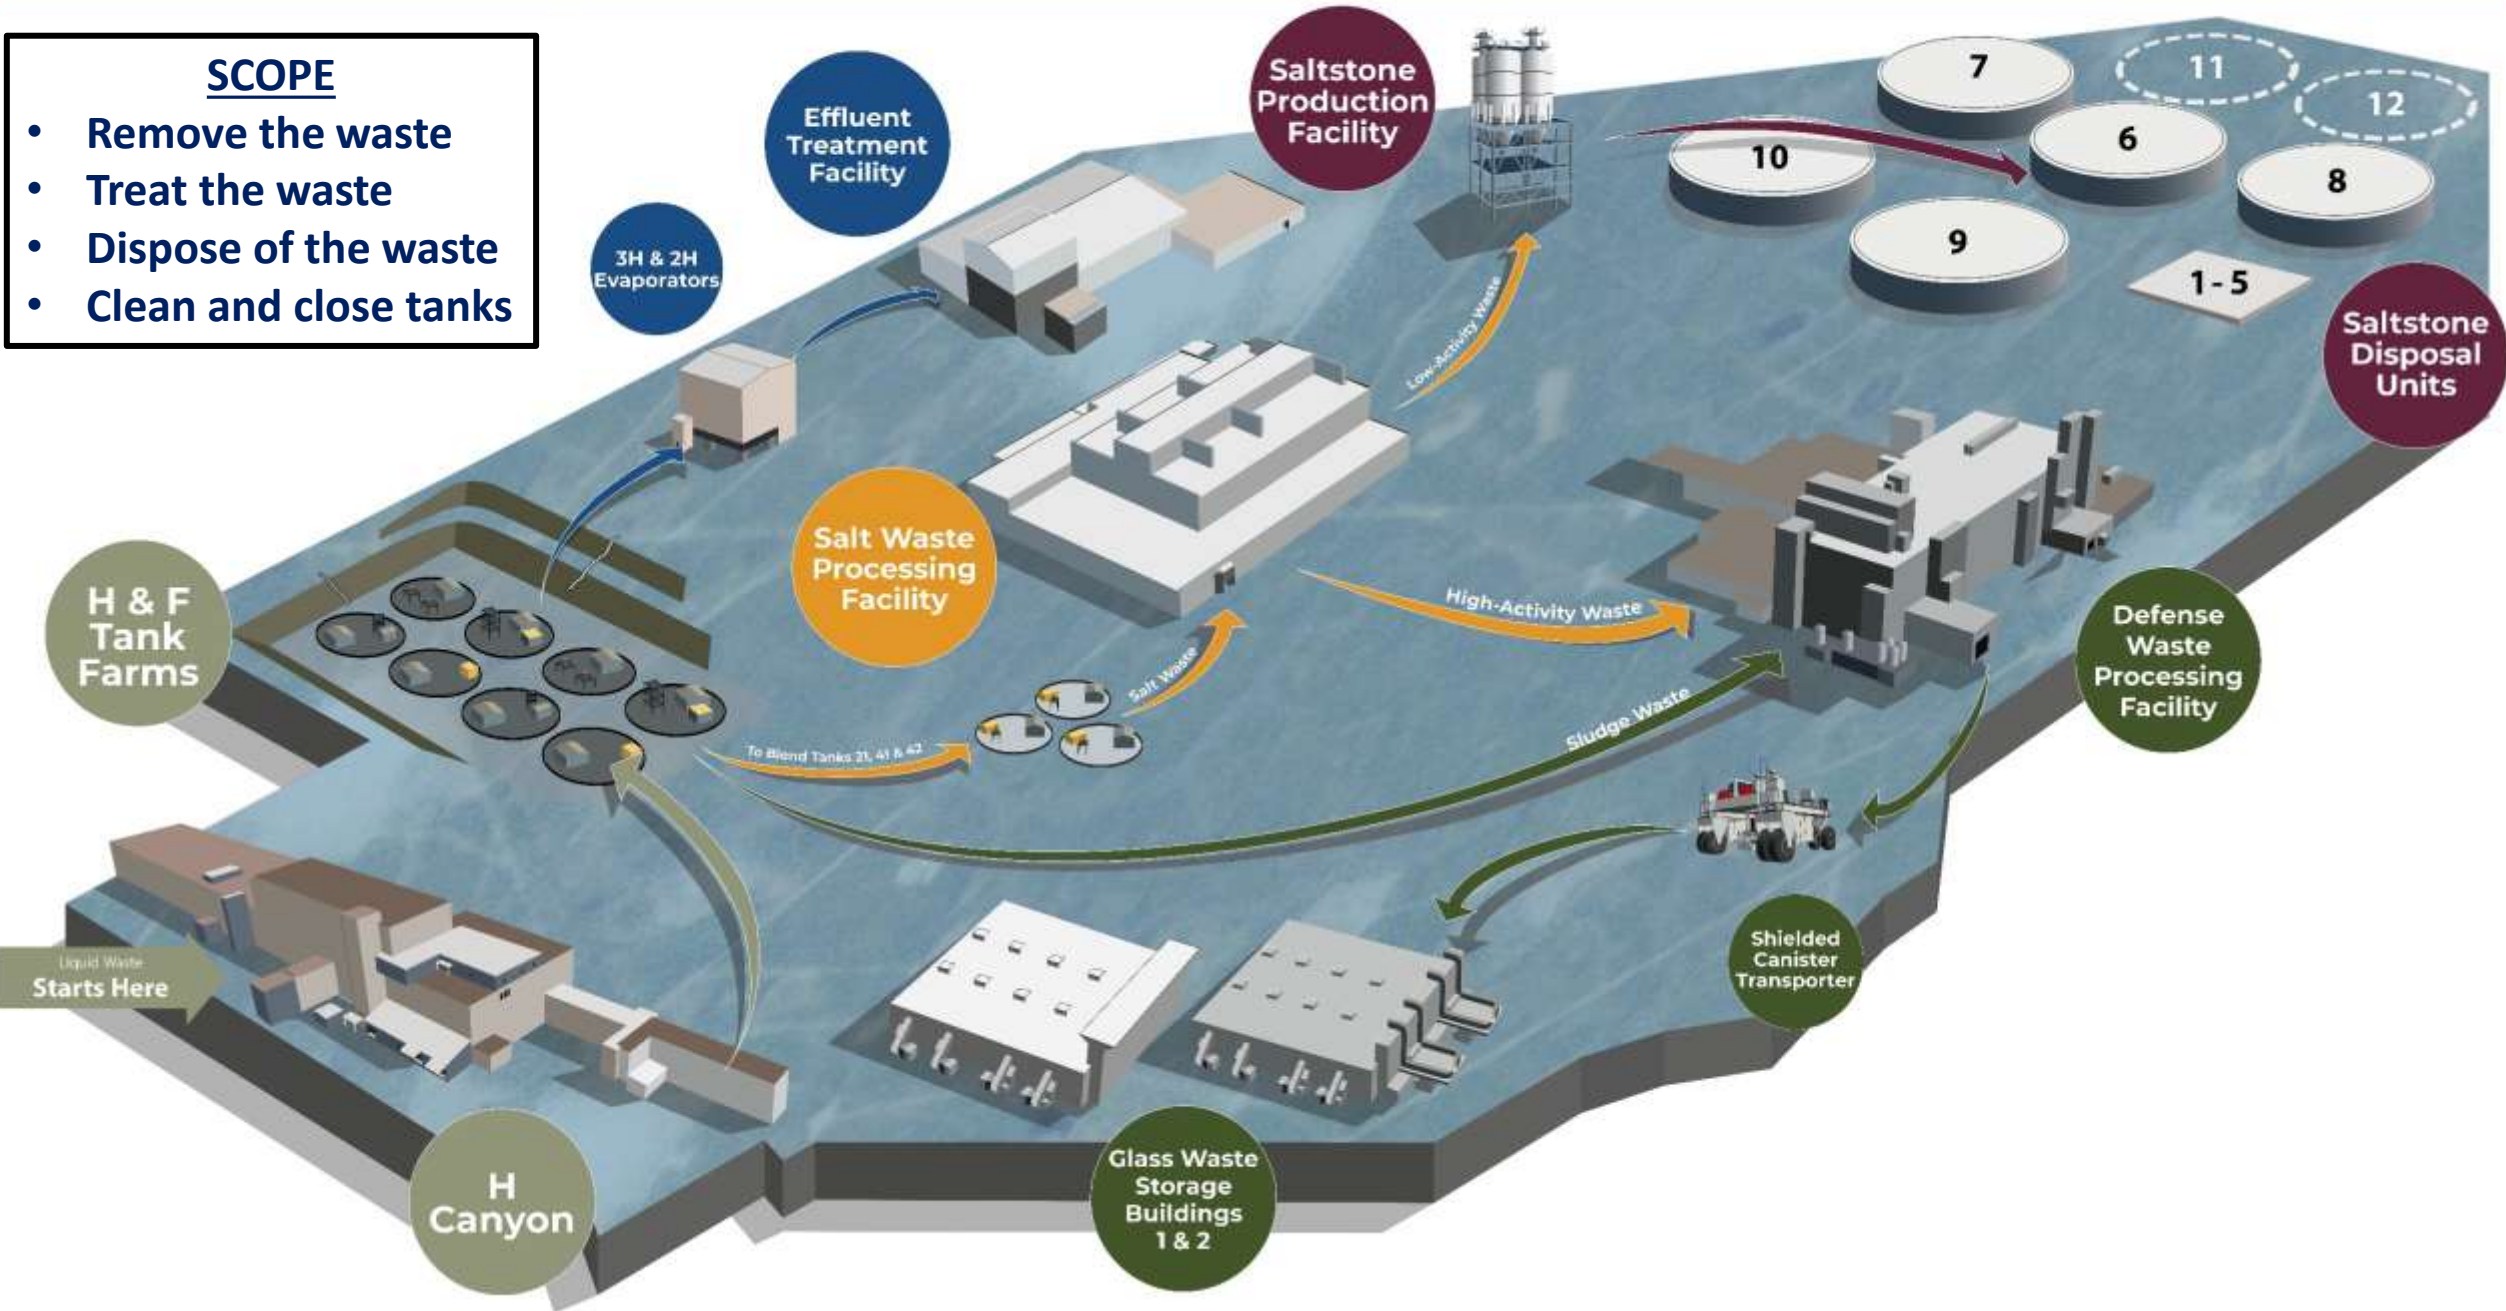 SCOPE
• Remove the waste
• Treat the waste
• Dispose of the waste
• Clean and close tanks
Effluent
Treatment
Facility
3H & 2H
Evaporators
Saltstone
Production
Facility
7
11
12
10
6
8
9
1 - 5
Saltstone
Disposal
Units
Low-Activity Waste
Salt Waste
Processing
Facility
H & F
Tank
Farms
High-Activity Waste
Salt Waste
To Blend Tanks 21, 41 & 42
Sludge Waste
Defense
Waste
Processing
Facility
Liquid Waste
Starts Here
Shielded
Canister
Transporter
H
Canyon
Glass Waste
Storage
Buildings
1 & 2